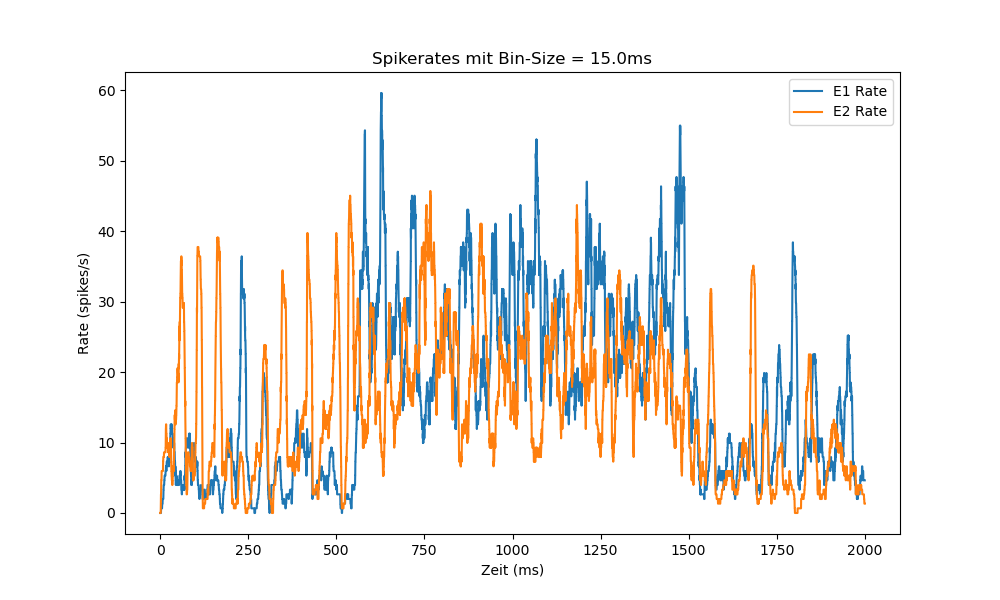 Spikerates mit Bin-Size = 15.0ms
E1 Rate
E2 Rate
60
50
40
30
20
10
0
Rate (spikes/s)
0 250 500 750 1000 1250 1500 1750 2000
Zeit (ms)